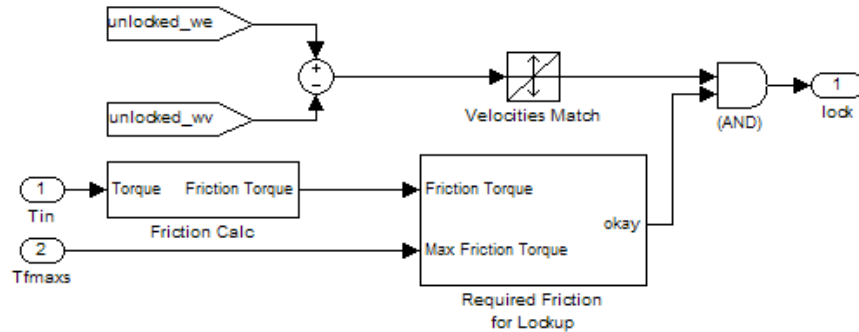 unlocked_we
+
−
unlocked_wv
Velocities Match
(AND)
1
lock
1
Tin
Torque
Friction Torque
Friction Calc
2
Tfmaxs
Friction Torque
Max Friction Torque
okay
Required Friction
for Lockup